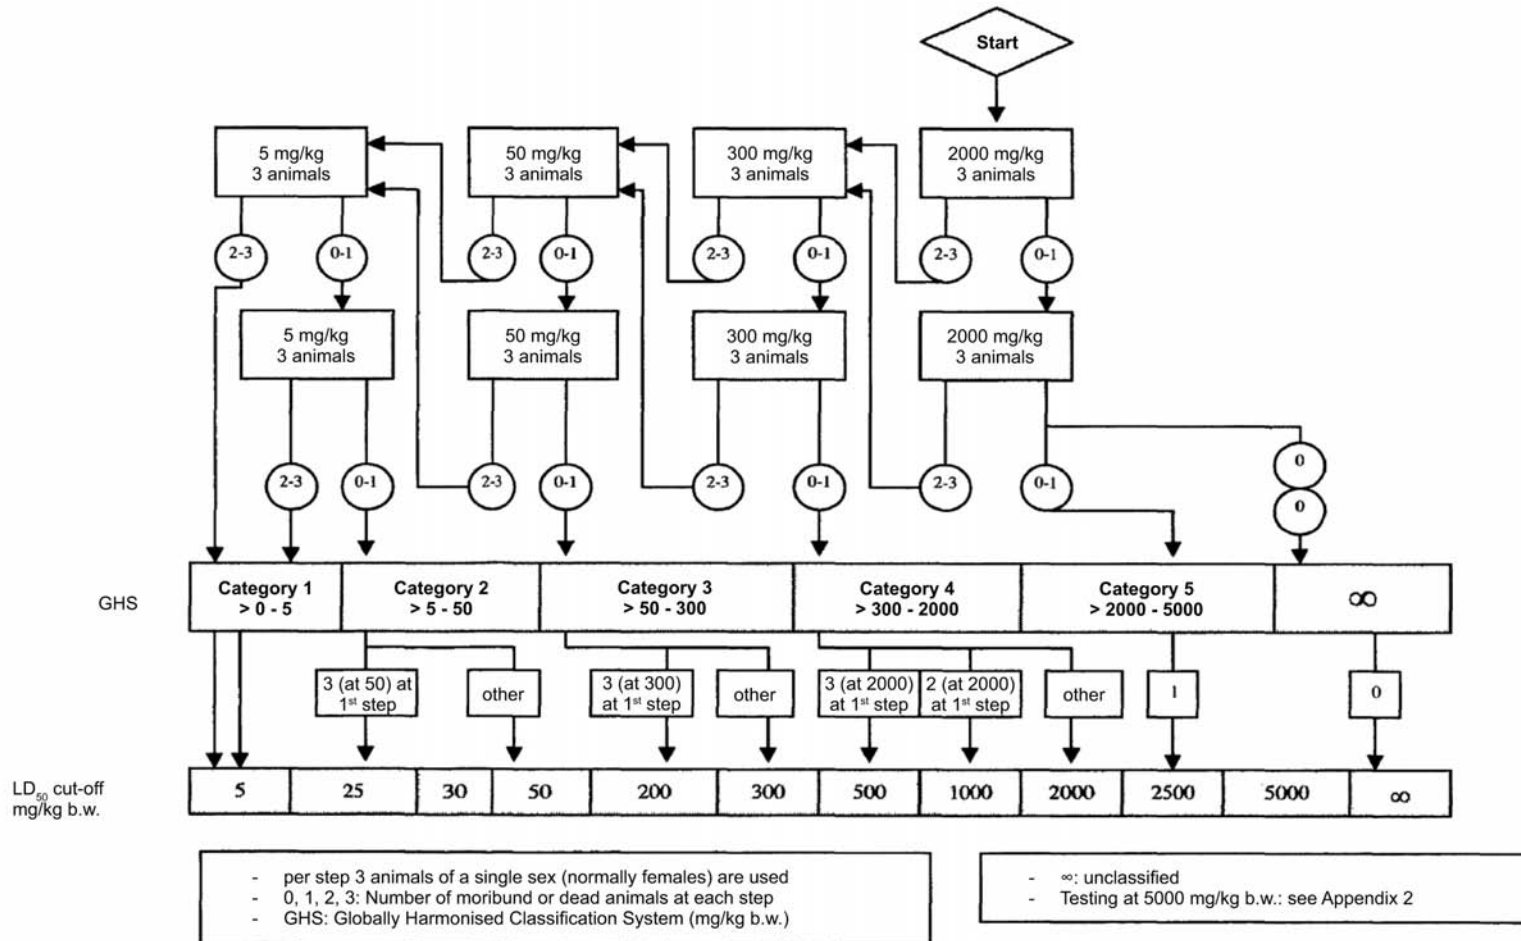 Start
5 mg/kg
3 animals
50 mg/kg
3 animals
300 mg/kg
3 animals
2000 mg/kg
3 animals
2-3
0-1
2-3
0-1
2-3
0-1
2-3
0-1
5 mg/kg
3 animals
50 mg/kg
3 animals
300 mg/kg
3 animals
2000 mg/kg
3 animals
2-3
0-1
2-3
0-1
2-3
0-1
2-3
0-1
0
0
GHS
Category 1
> 0 - 5
Category 2
> 5 - 50
Category 3
> 50 - 300
Category 4
> 300 - 2000
Category 5
> 2000 - 5000
∞
3 (at 50) at
1st step
other
3 (at 300)
at 1st step
other
3 (at 2000)
at 1st step
2 (at 2000)
at 1st step
other
1
0
LD50 cut-off
mg/kg b.w.
5
25
30
50
200
300
500
1000
2000
2500
5000
∞
- per step 3 animals of a single sex (normally females) are used
- 0, 1, 2, 3: Number of moribund or dead animals at each step
- GHS: Globally Harmonised Classification System (mg/kg b.w.)
- ∞: unclassified
- Testing at 5000 mg/kg b.w.: see Appendix 2